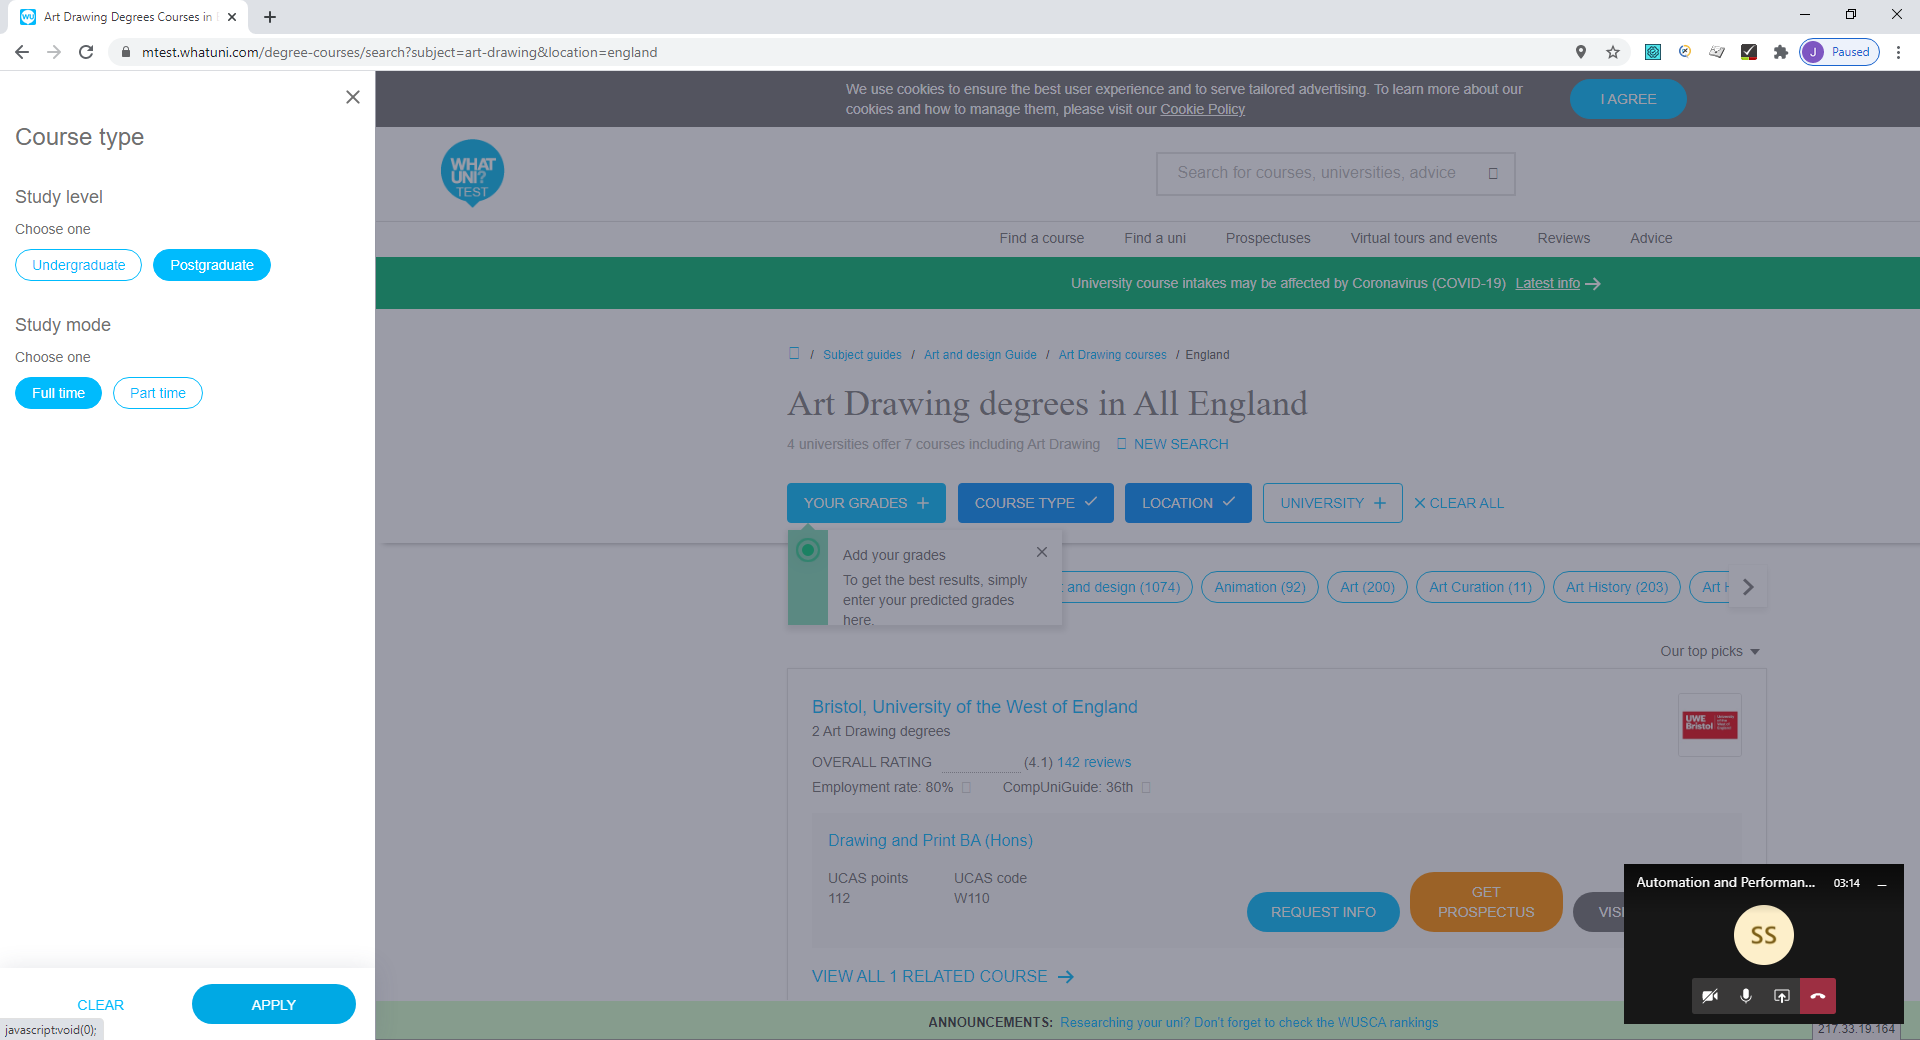 Art Drawing Degrees Courses in
mtest.whatuni.com/degree-courses/search?subject=art-drawing&location=england
J Paused
Course type
Study level
Choose one
Undergraduate Postgraduate
Study mode
Choose one
Full time Part time
CLEAR APPLY
javascript:void(0);
We use cookies to ensure the best user experience and to serve tailored advertising. To learn more about our
cookies and how to manage them, please visit our Cookie Policy
I AGREE
WHAT
UNI?
TEST
Search for courses, universities, advice
Find a course Find a uni Prospectuses Virtual tours and events Reviews Advice
University course intakes may be affected by Coronavirus (COVID-19) Latest info
/ Subject guides / Art and design Guide / Art Drawing courses / England
Art Drawing degrees in All England
4 universities offer 7 courses including Art Drawing NEW SEARCH
YOUR GRADES COURSE TYPE LOCATION UNIVERSITY CLEAR ALL
Add your grades
To get the best results, simply
enter your predicted grades
here.
and design (1074) Animation (92) Art (200) Art Curation (11) Art History (203) Art
Our top picks
Bristol, University of the West of England
2 Art Drawing degrees
OVERALL RATING (4.1) 142 reviews
Employment rate: 80% CompUniGuide: 36th
UWE
Bristol
Drawing and Print BA (Hons)
UCAS points UCAS code
112 W110
REQUEST INFO
GET
PROSPECTUS
VISI
VIEW ALL 1 RELATED COURSE
ANNOUNCEMENTS: Researching your uni? Don't forget to check the WUSCA rankings
Automation and Performan... 03:14
SS
217.33.19.164